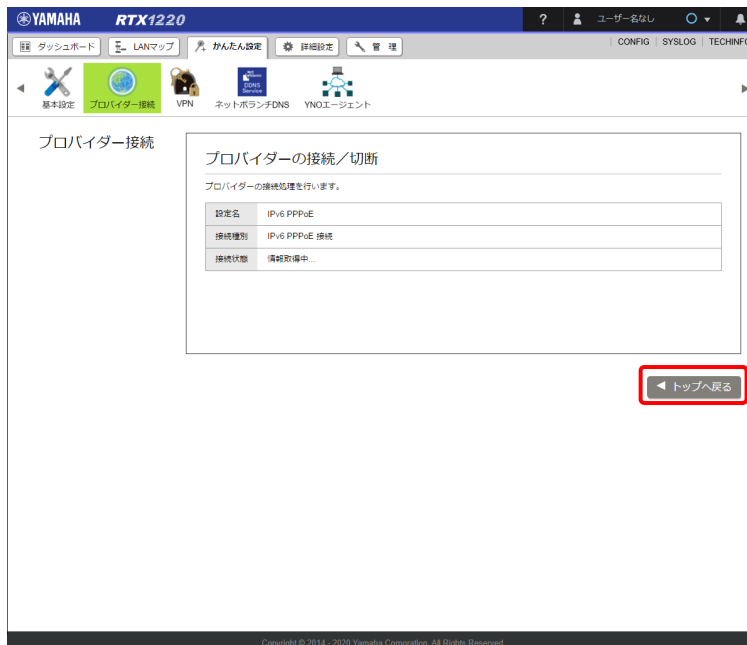 YAMAHA RTX1220 ? ユーザー名なし
ダッシュボード LANマップ かんたん設定 詳細設定 管 理 CONFIG SYSLOG TECHINFO
基本設定 プロバイダー接続 VPN ネットボランチDNS YNOエージェント
DDNS
Service
プロバイダー接続
プロバイダーの接続／切断
プロバイダーの接続処理を行います。
設定名 IPv6 PPPoE
接続種別 IPv6 PPPoE 接続
接続状態 情報取得中...
トップへ戻る
Copyright © 2014 - 2020 Yamaha Corporation. All Rights Reserved.